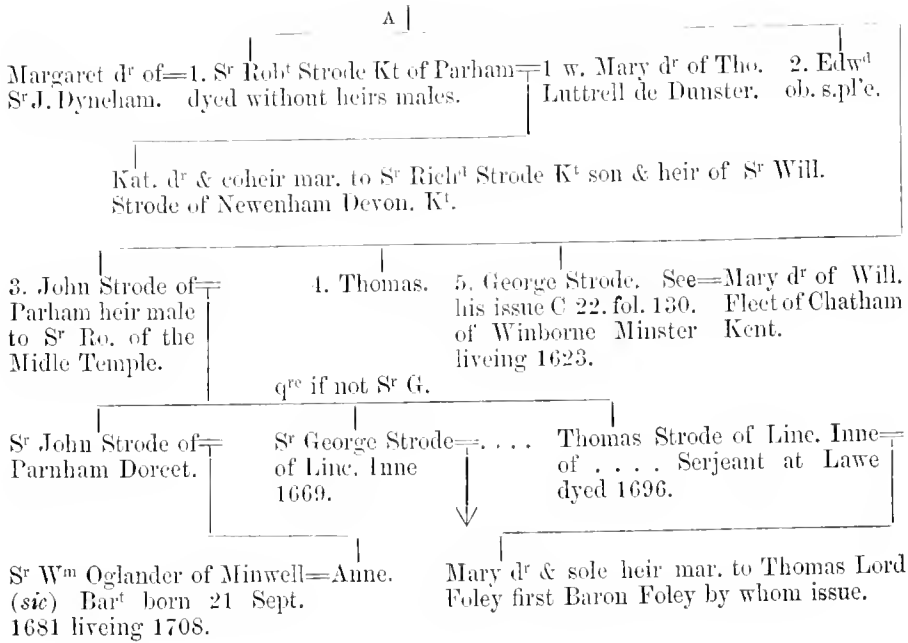 A
Margaret dʳ of=1. Sʳ Robᵗ Strode Kt of Parham=1 w. Mary dʳ of Tho. 2. Edwᵈ
Sʳ J. Dyneham. dyed without heirs males. Luttrell de Dunster. ob. s.pl'e.
Kat. dʳ & coheir mar. to Sʳ Richᵈ Strode Kᵗ son & heir of Sʳ Will.
Strode of Newenham Devon. Kᵗ.
3. John Strode of=
Parham heir male
to Sʳ Ro. of the
Midle Temple.
4. Thomas.
5. George Strode. See=Mary dʳ of Will.
his issue C 22. fol. 130. Fleet of Chatham
of Winborne Minster Kent.
liveing 1623.
qʳᵉ if not Sʳ G.
Sʳ John Strode of=
Parnham Dorcet.
Sʳ George Strode=. . . .
of Linc. Inne
1669.
Thomas Strode of Linc. Inne=
of . . . . Serjeant at Lawe
dyed 1696.
Sʳ Wᵐ Oglander of Minwell=Anne.
(sic) Barᵗ born 21 Sept.
1681 liveing 1708.
Mary dʳ & sole heir mar. to Thomas Lord
Foley first Baron Foley by whom issue.